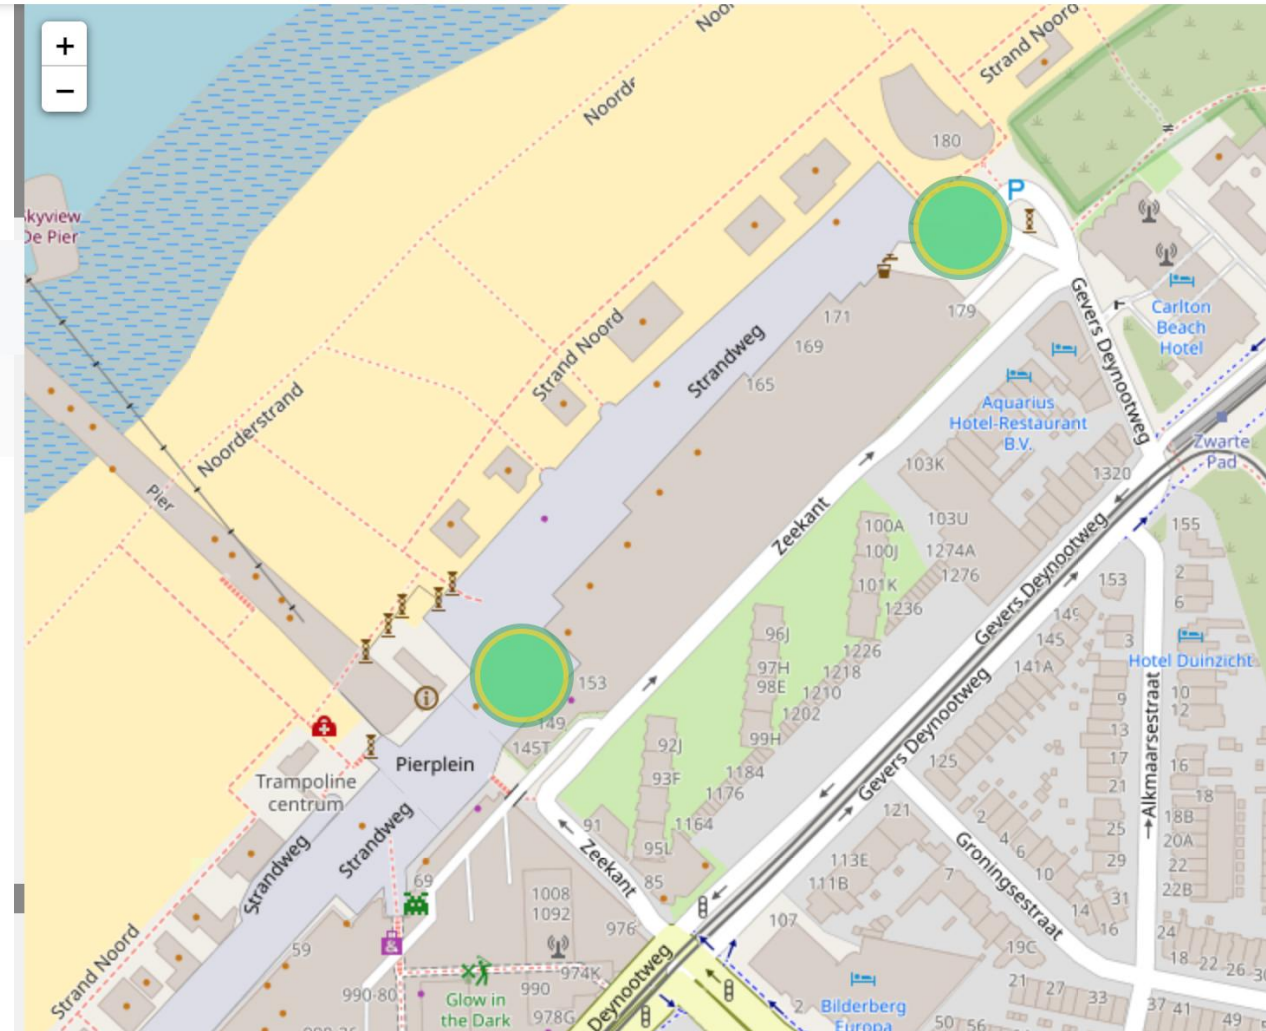 +
−
Noor
Noorde
Strand Noord
180
P
kyview
De Pier
Gevers Deynootweg
Carlton
Beach
Hotel
171
179
169
Strandweg
165
Strand Noord
Aquarius
Hotel-Restaurant
B.V.
Zwarte
Pad
Noorderstrand
Pier
103K
1320
Zeekant
100A
103U
155
100J
1274A
101K
1276
2
153
6
1236
Gevers Deynootweg
149
96J
145
3
1226
97H
1218
141A
Hotel Duinzicht
98E
1210
153
1202
9
10
12
149
99H
13
145T
92J
Gevers Deynootweg
125
17
16
Pierplein
93F
1184
21
18
Trampoline
centrum
1176
Alkmaarsestraat
121
2
18B
91
1164
4
25
20A
Strandweg
Strandweg
95L
6
113E
29
22
Zeekant
Groningsestraat
10
7
22B
69
85
111B
31
1008
14
1092
107
16
24
976
59
19C
18
22
26
30
Strand Noord
974K
21
27
33
37
41
49
990-80
990
Glow in
the Dark
978G
Deynootweg
2
Bilderberg
Europa
50
56